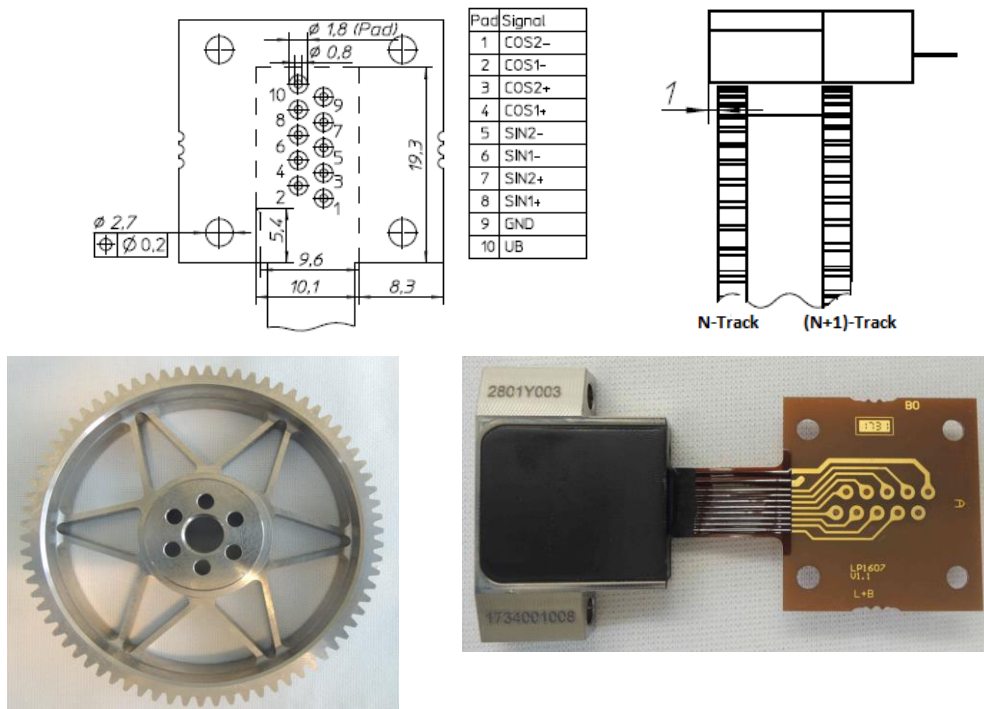 ⌀ 1,8 (Pad)
⌀ 0,8
10
9
8
7
6
5
4
3
2
1
19,3
⌀ 2,7
⌀ 0,2
5,4
9,6
10,1
8,3
Pad Signal
1 COS2−
2 COS1-
3 COS2+
4 COS1+
5 SIN2-
6 SIN1-
7 SIN2+
8 SIN1+
9 GND
10 UB
1
N-Track (N+1)-Track
2801Y003
1734001008
BO
1731
A
LP1607
V1.1
L+B